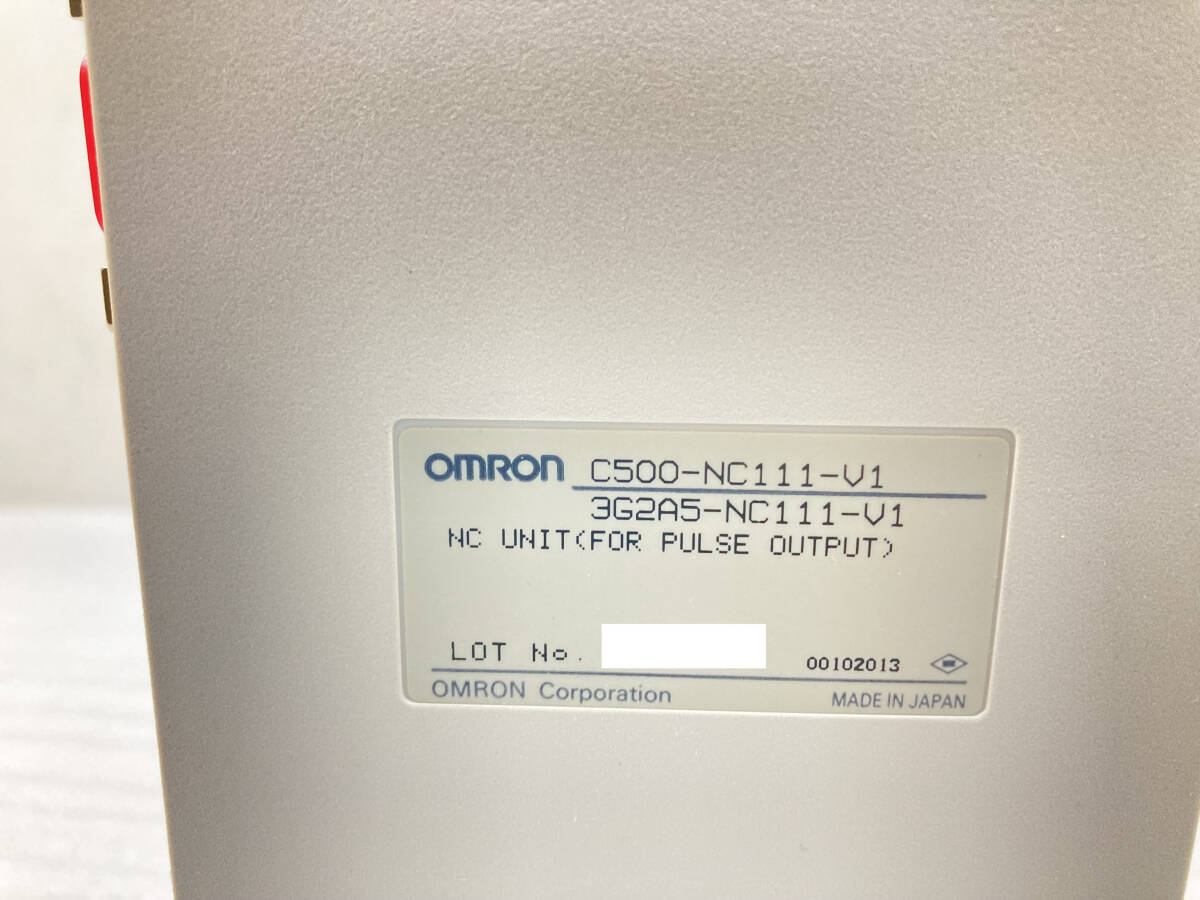 OMRON C500-NC111-V1
3G2A5-NC111-V1
NC UNIT(FOR PULSE OUTPUT)
LOT No. 00102013
OMRON Corporation MADE IN JAPAN